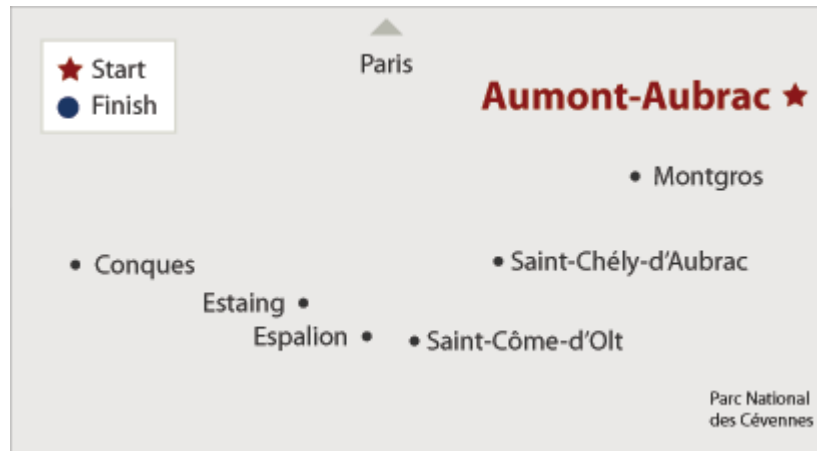 Start
Finish
Paris
Aumont-Aubrac
Montgros
Conques
Saint-Chély-d'Aubrac
Estaing
Espalion
Saint-Côme-d'Olt
Parc National
des Cévennes